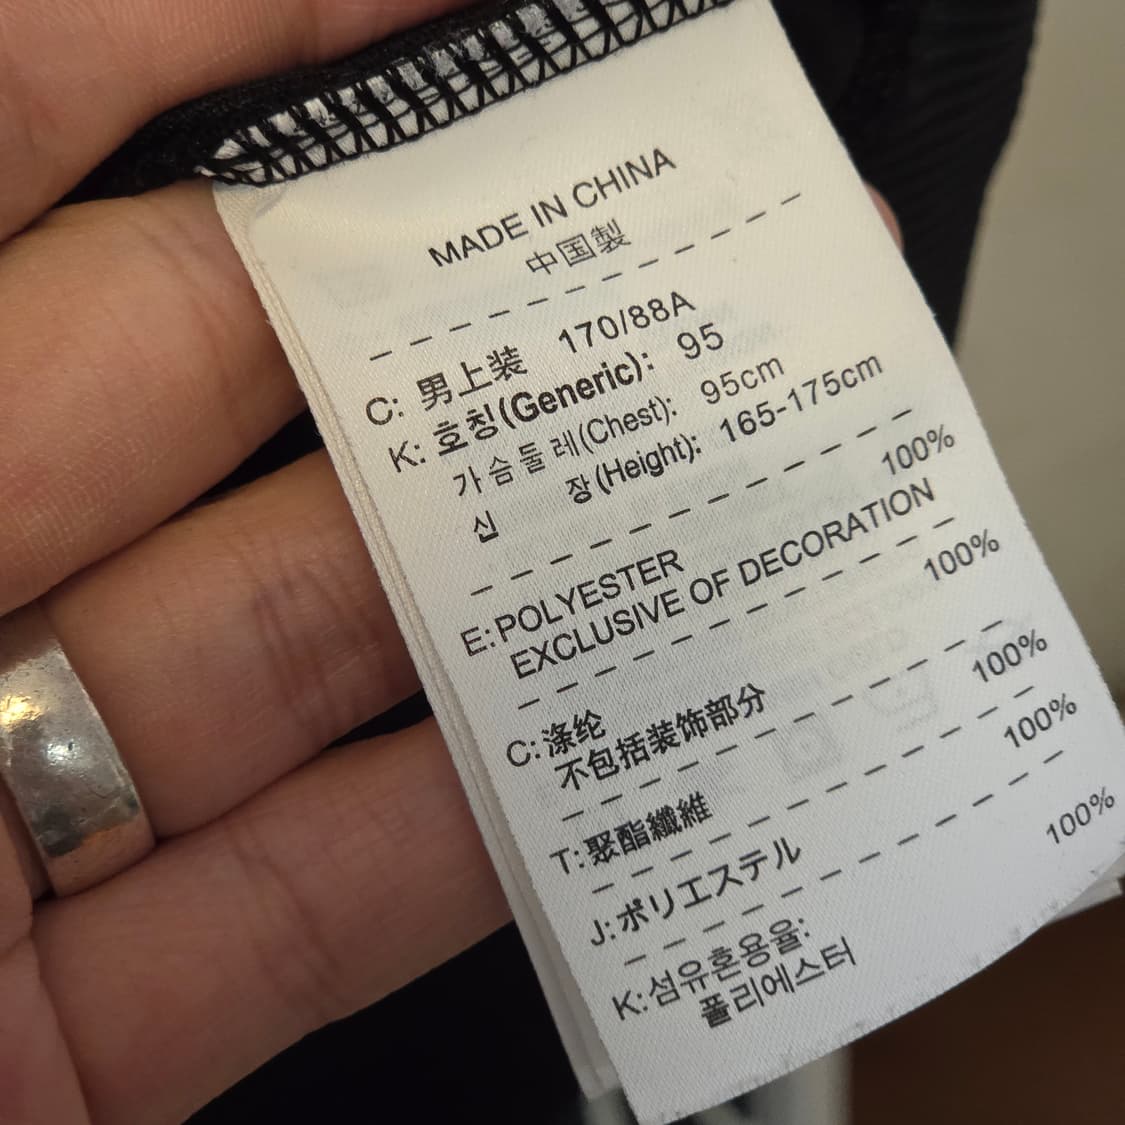 MADE IN CHINA
中国製
C: 男上装 170/88A
K: 호칭(Generic): 95
가슴둘레(Chest): 95cm
신 장(Height): 165-175cm
E: POLYESTER 100%
EXCLUSIVE OF DECORATION
C: 涤纶 100%
不包括装饰部分
T: 聚酯纖維 100%
J: ポリエステル 100%
K: 섬유혼용율:
폴리에스터 100%